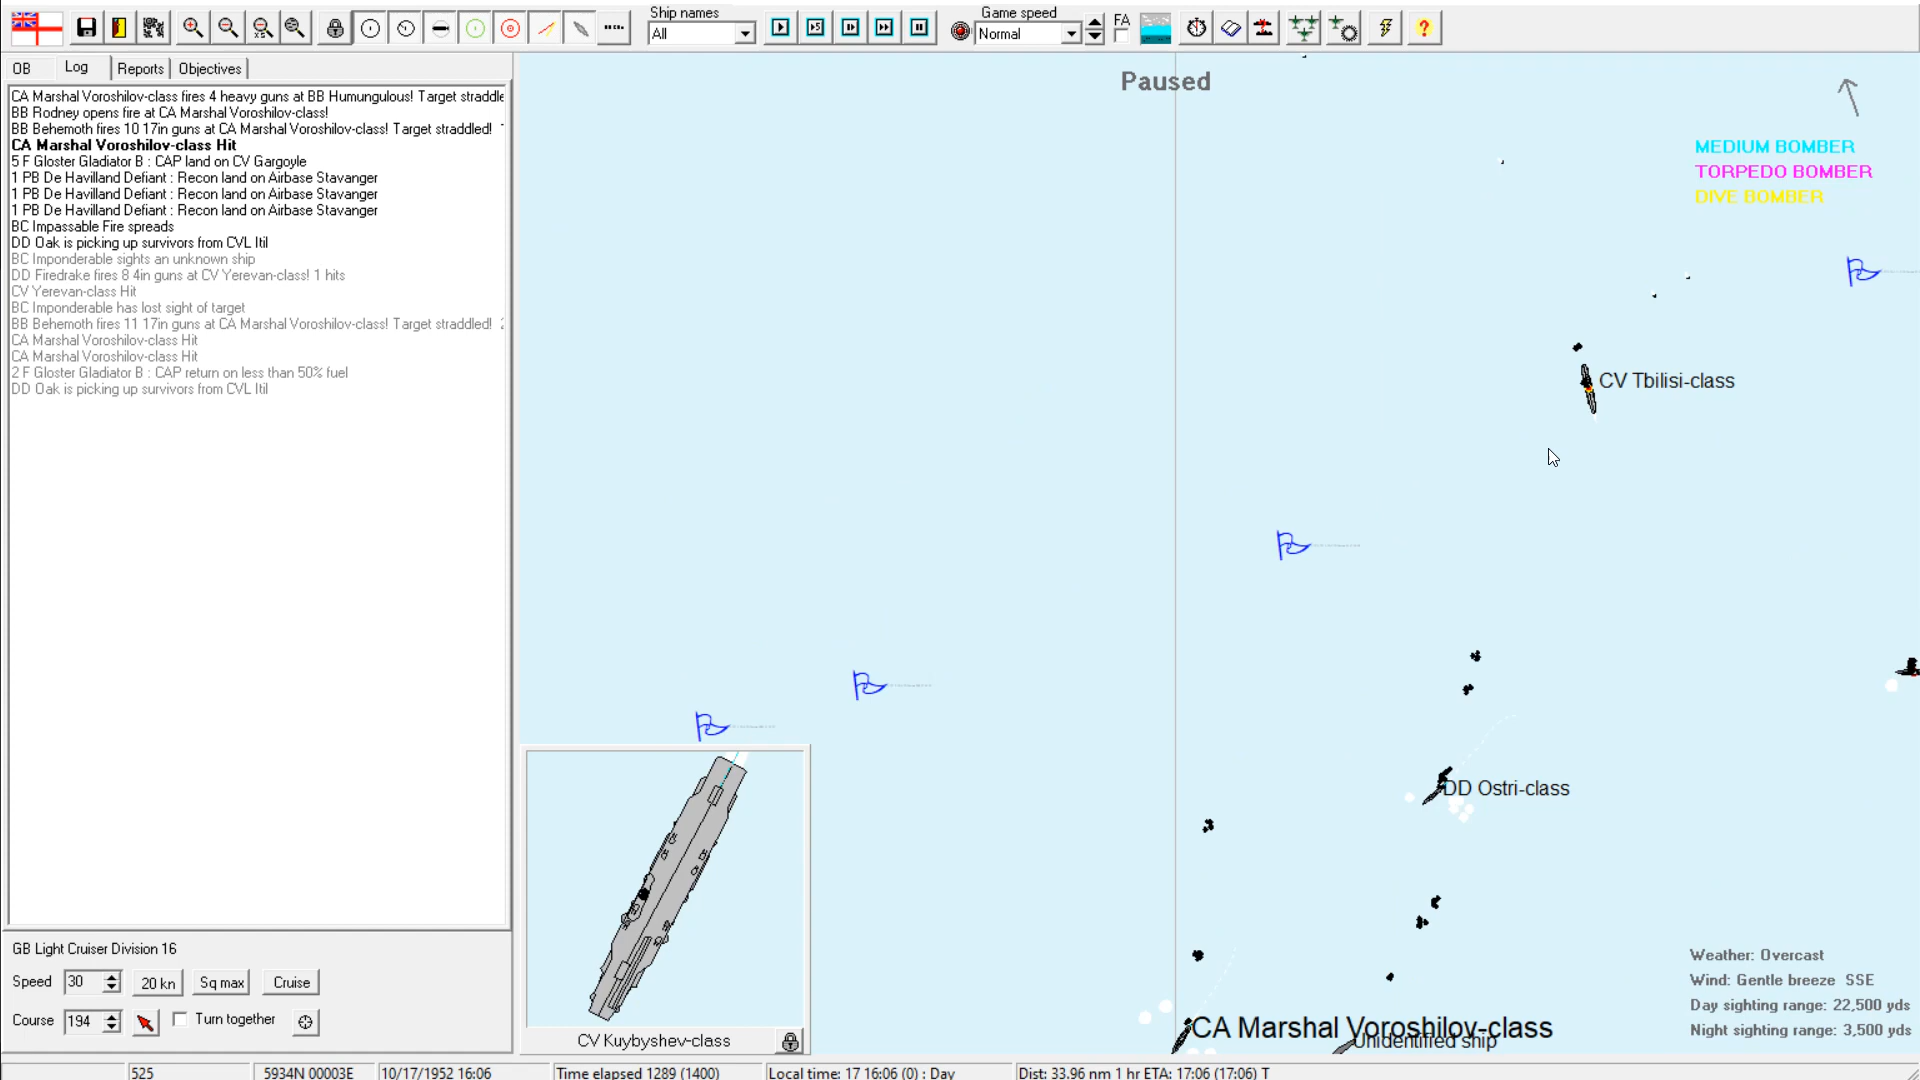 Ship names
All
Game speed
Normal
FA
OB
Log
Reports
Objectives
CA Marshal Voroshilov-class fires 4 heavy guns at BB Humungulous! Target straddle
BB Rodney opens fire at CA Marshal Voroshilov-class!
BB Behemoth fires 10 17in guns at CA Marshal Voroshilov-class! Target straddled!
CA Marshal Voroshilov-class Hit
5 F Gloster Gladiator B : CAP land on CV Gargoyle
1 PB De Havilland Defiant : Recon land on Airbase Stavanger
1 PB De Havilland Defiant : Recon land on Airbase Stavanger
1 PB De Havilland Defiant : Recon land on Airbase Stavanger
BC Impassable Fire spreads
DD Oak is picking up survivors from CVL Itil
BC Imponderable sights an unknown ship
DD Firedrake fires 8 4in guns at CV Yerevan-class! 1 hits
CV Yerevan-class Hit
BC Imponderable has lost sight of target
BB Behemoth fires 11 17in guns at CA Marshal Voroshilov-class! Target straddled! 2
CA Marshal Voroshilov-class Hit
CA Marshal Voroshilov-class Hit
2 F Gloster Gladiator B : CAP return on less than 50% fuel
DD Oak is picking up survivors from CVL Itil
Paused
MEDIUM BOMBER
TORPEDO BOMBER
DIVE BOMBER
CV Tbilisi-class
DD Ostri-class
CA Marshal Voroshilov-class
Unidentified ship
CV Kuybyshev-class
Weather: Overcast
Wind: Gentle breeze SSE
Day sighting range: 22,500 yds
Night sighting range: 3,500 yds
GB Light Cruiser Division 16
Speed 30 20 kn Sq max Cruise
Course 194 Turn together
525 5934N 00003E 10/17/1952 16:06 Time elapsed 1289 (1400) Local time: 17 16:06 (0) : Day Dist: 33.96 nm 1 hr ETA: 17:06 (17:06) T